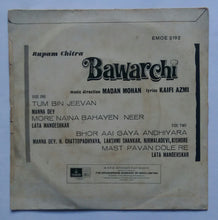 EMOE 2192
Rupam Chitra
Bawarchi
music direction MADAN MOHAN lyrics KAIFI AZMI
SIDE ONE
TUM BIN JEEVAN
MANNA DEY
MORE NAINA BAHAYEN NEER
LATA MANGESHKAR
SIDE TWO
BHOR AAI GAYA ANDHIYARA
MANNA DEY, H. CHATTOPADHYAYA, LAKSHMI SHANKAR, NIRMALADEVI, KISHORE
MAST PAVAN DOLE RE
LATA MANGESHKAR